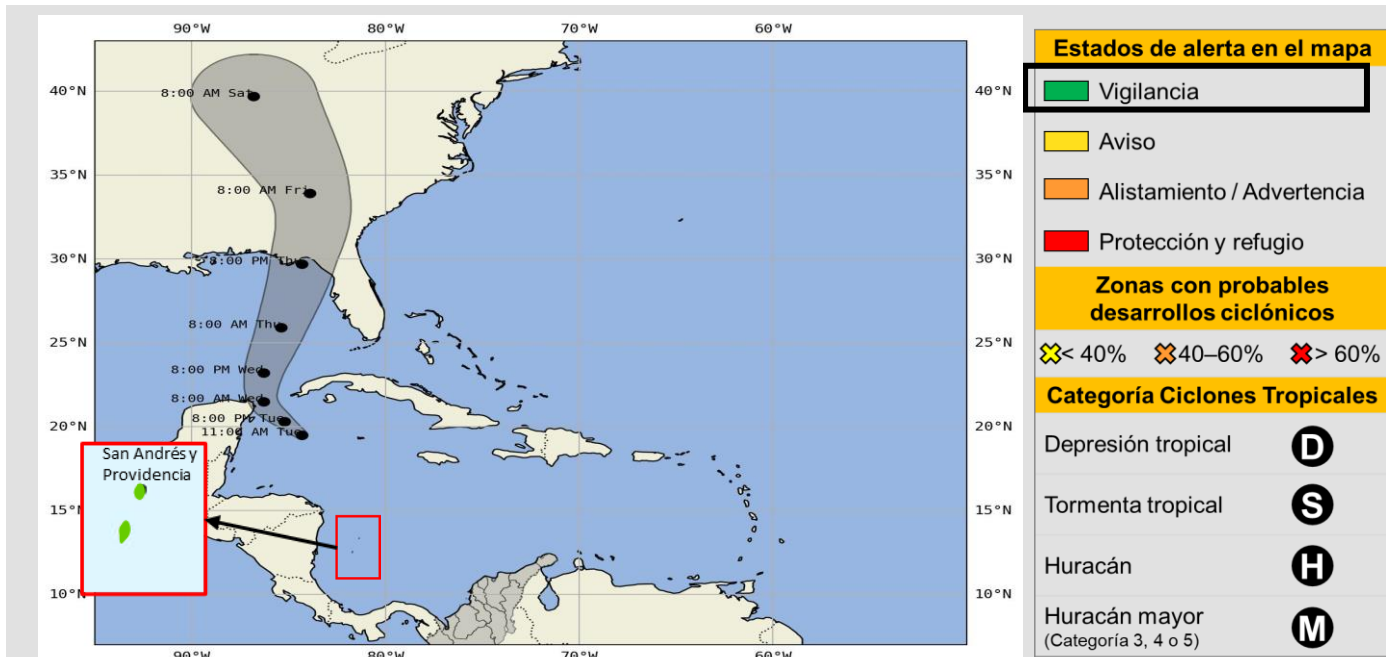 90°W 80°W 70°W 60°W
40°N 40°N
35°N 35°N
30°N 30°N
25°N 25°N
20°N 20°N
15°N 15°N
10°N 10°N
90°W 80°W 70°W 60°W
8:00 AM Sat
8:00 AM Fri
8:00 PM Thu
8:00 AM Thu
8:00 PM Wed
8:00 AM Wed
8:00 PM Tue
11:00 AM Tue
San Andrés y
Providencia
Estados de alerta en el mapa
Vigilancia
Aviso
Alistamiento / Advertencia
Protección y refugio
Zonas con probables
desarrollos ciclónicos
< 40% 40–60% > 60%
Categoría Ciclones Tropicales
Depresión tropical D
Tormenta tropical S
Huracán H
Huracán mayor M
(Categoría 3, 4 o 5)